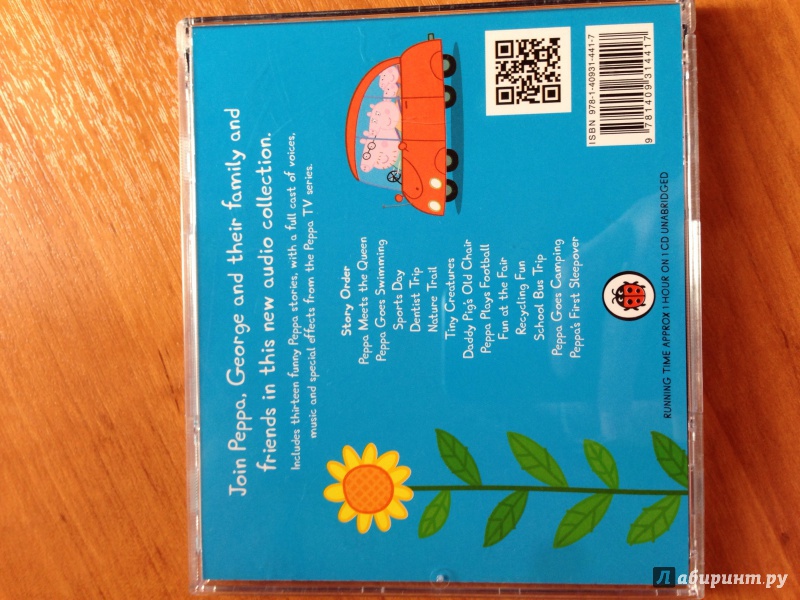 Join Peppa, George and their family and
friends in this new audio collection.
Includes thirteen funny Peppa stories, with a full cast of voices,
music and special effects from the Peppa TV series.
Story Order
Peppa Meets the Queen
Peppa Goes Swimming
Sports Day
Dentist Trip
Nature Trail
Tiny Creatures
Daddy Pig's Old Chair
Peppa Plays Football
Fun at the Fair
Recycling Fun
School Bus Trip
Peppa Goes Camping
Peppa's First Sleepover
ISBN 978-1-40931-441-7
9 781409 314417
RUNNING TIME APPROX 1 HOUR ON 1 CD UNABRIDGED
Лабиринт.ру